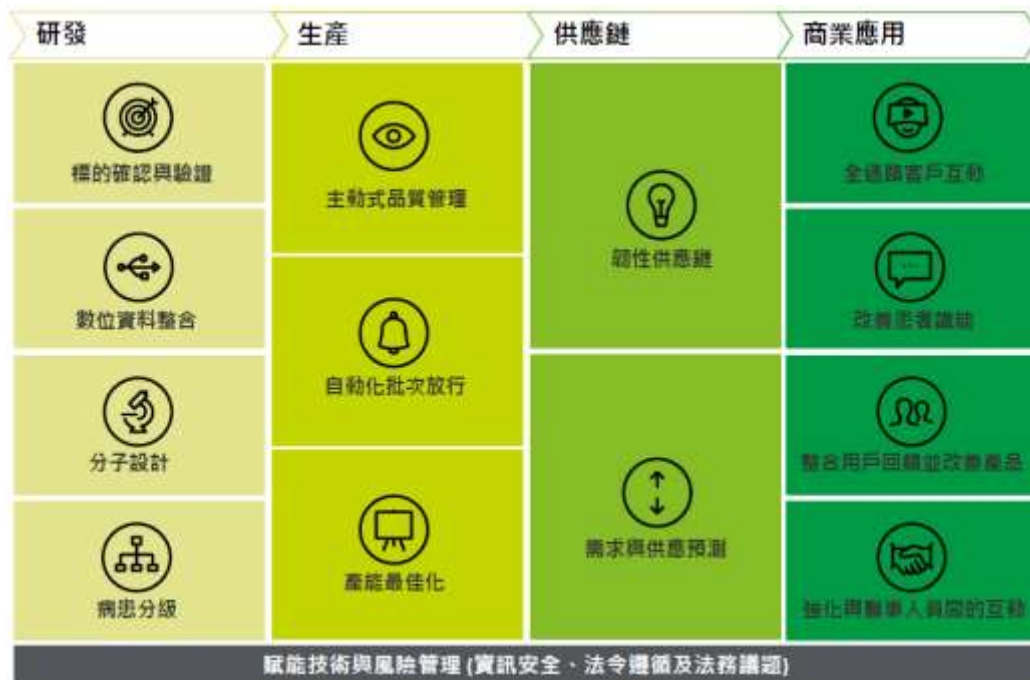 研發
生產
供應鏈
商業應用
標的確認與驗證
數位資料整合
分子設計
病患分級
主動式品質管理
自動化批次放行
產能最佳化
韌性供應鏈
需求與供應預測
全通路客戶互動
改善患者識能
整合用戶回饋並改善產品
強化與醫事人員間的互動
賦能技術與風險管理 (資訊安全、法令遵循及法務議題)